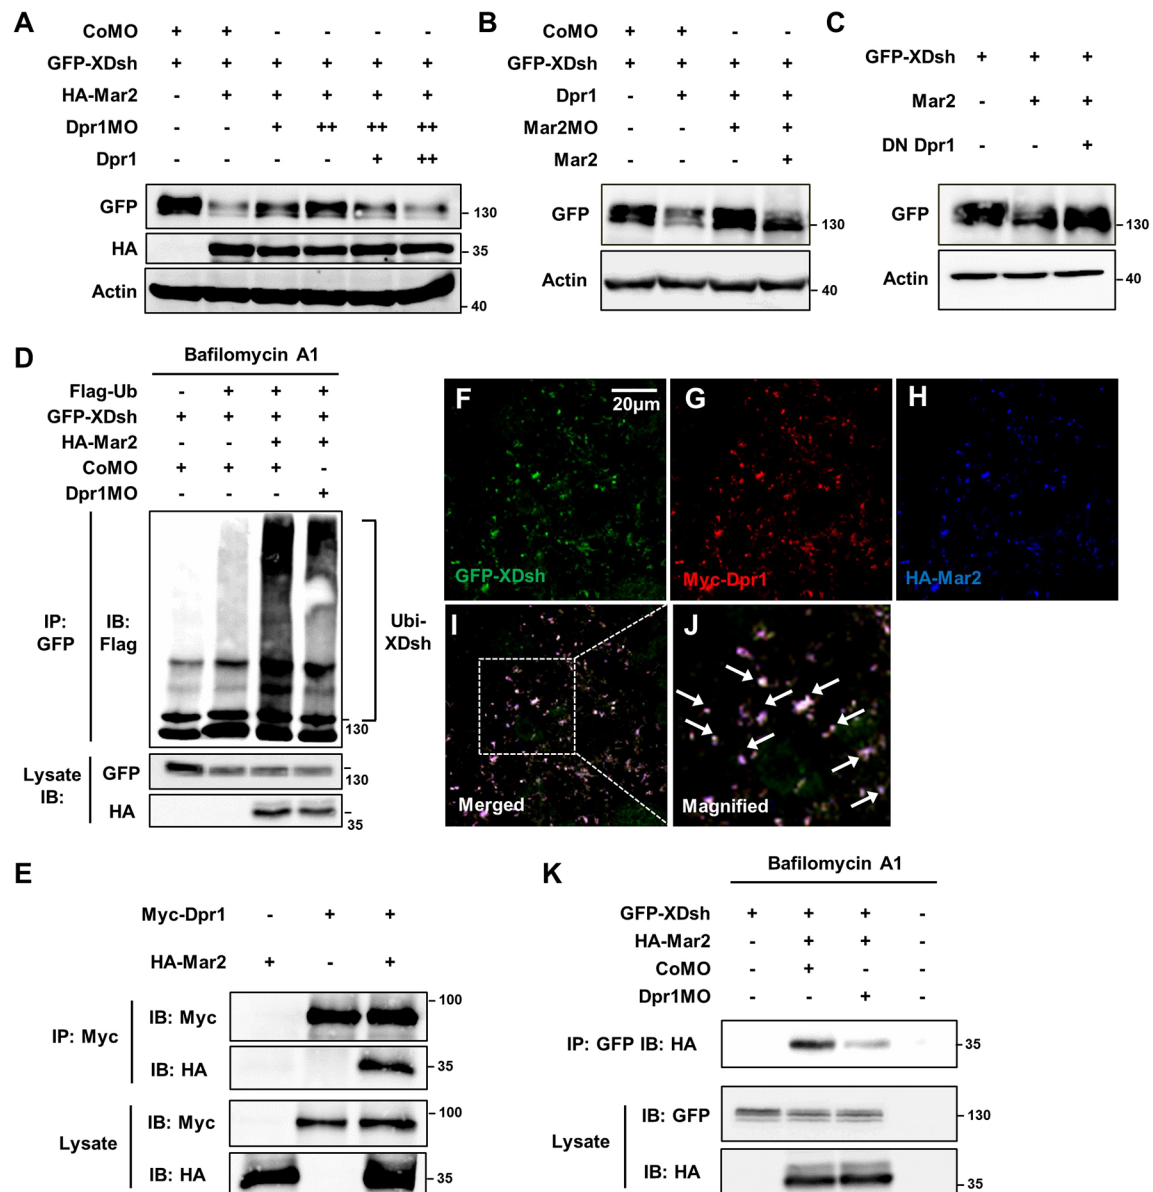 A
CoMO + + - - - -
GFP-XDsh + + + + + +
HA-Mar2 - + + + + +
Dpr1MO - - + ++ ++ ++
Dpr1 - - - - + ++
GFP 130
HA 35
Actin 40
B
CoMO + + - -
GFP-XDsh + + + +
Dpr1 - + + +
Mar2MO - - + +
Mar2 - - - +
GFP 130
Actin 40
C
GFP-XDsh + + +
Mar2 - + +
DN Dpr1 - - +
GFP 130
Actin 40
D
Bafilomycin A1
Flag-Ub - + + +
GFP-XDsh + + + +
HA-Mar2 - - + +
CoMO + + + -
Dpr1MO - - - +
IP: GFP
IB: Flag
Ubi-XDsh
130
Lysate IB:
GFP 130
HA 35
F
20μm
GFP-XDsh
G
Myc-Dpr1
H
HA-Mar2
I
Merged
J
Magnified
E
Myc-Dpr1 - + +
HA-Mar2 + - +
IP: Myc
IB: Myc 100
IB: HA 35
Lysate
IB: Myc 100
IB: HA 35
K
Bafilomycin A1
GFP-XDsh + + + -
HA-Mar2 - + + -
CoMO - + - -
Dpr1MO - - + -
IP: GFP IB: HA 35
Lysate
IB: GFP 130
IB: HA 35